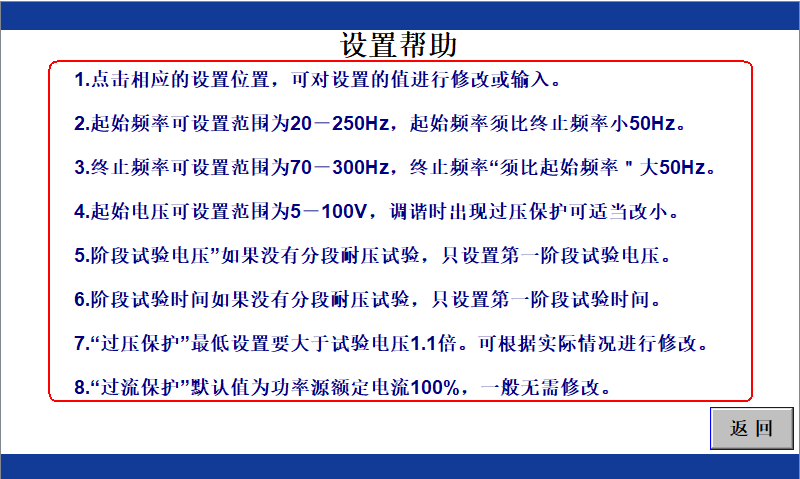 设置帮助
1.点击相应的设置位置，可对设置的值进行修改或输入。
2.起始频率可设置范围为20－250Hz，起始频率须比终止频率小50Hz。
3.终止频率可设置范围为70－300Hz，终止频率“须比起始频率＂大50Hz。
4.起始电压可设置范围为5－100V，调谐时出现过压保护可适当改小。
5.阶段试验电压”如果没有分段耐压试验，只设置第一阶段试验电压。
6.阶段试验时间如果没有分段耐压试验，只设置第一阶段试验时间。
7.“过压保护”最低设置要大于试验电压1.1倍。可根据实际情况进行修改。
8.“过流保护”默认值为功率源额定电流100%，一般无需修改。
返 回